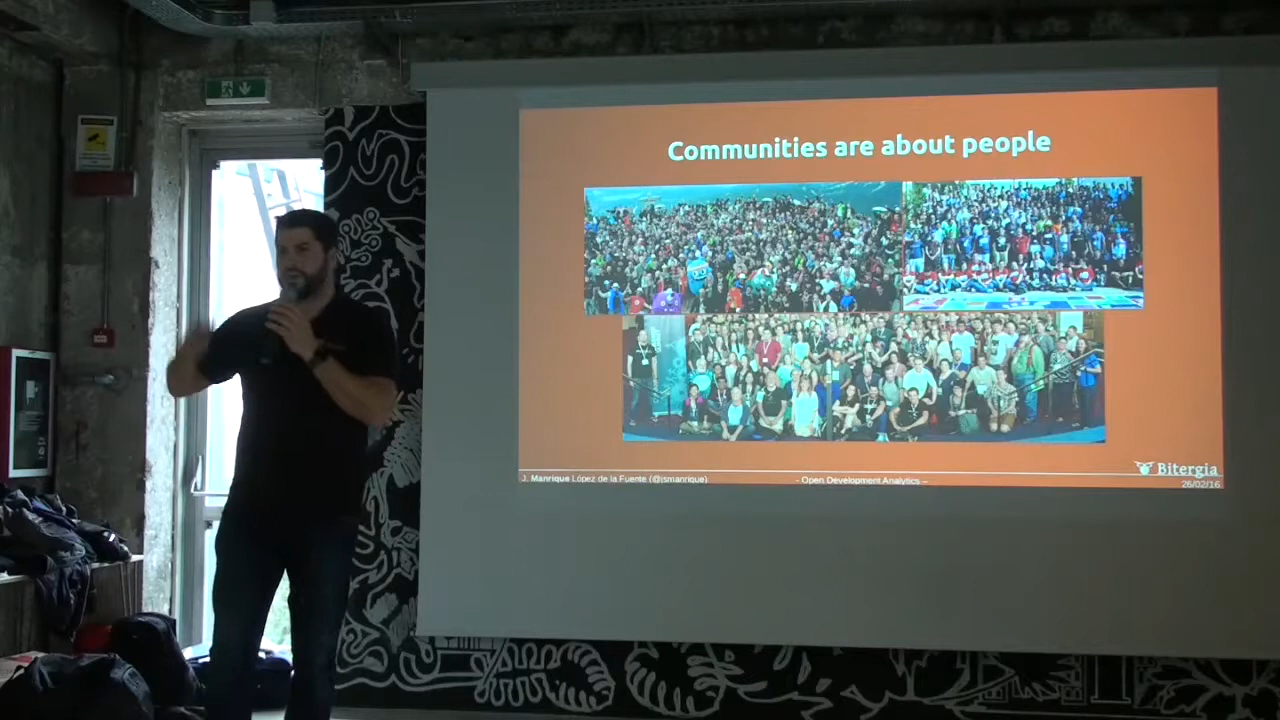 Communities are about people
J. Manrique López de la Fuente (@jsmanrique)
- Open Development Analytics –
Bitergia
26/02/16